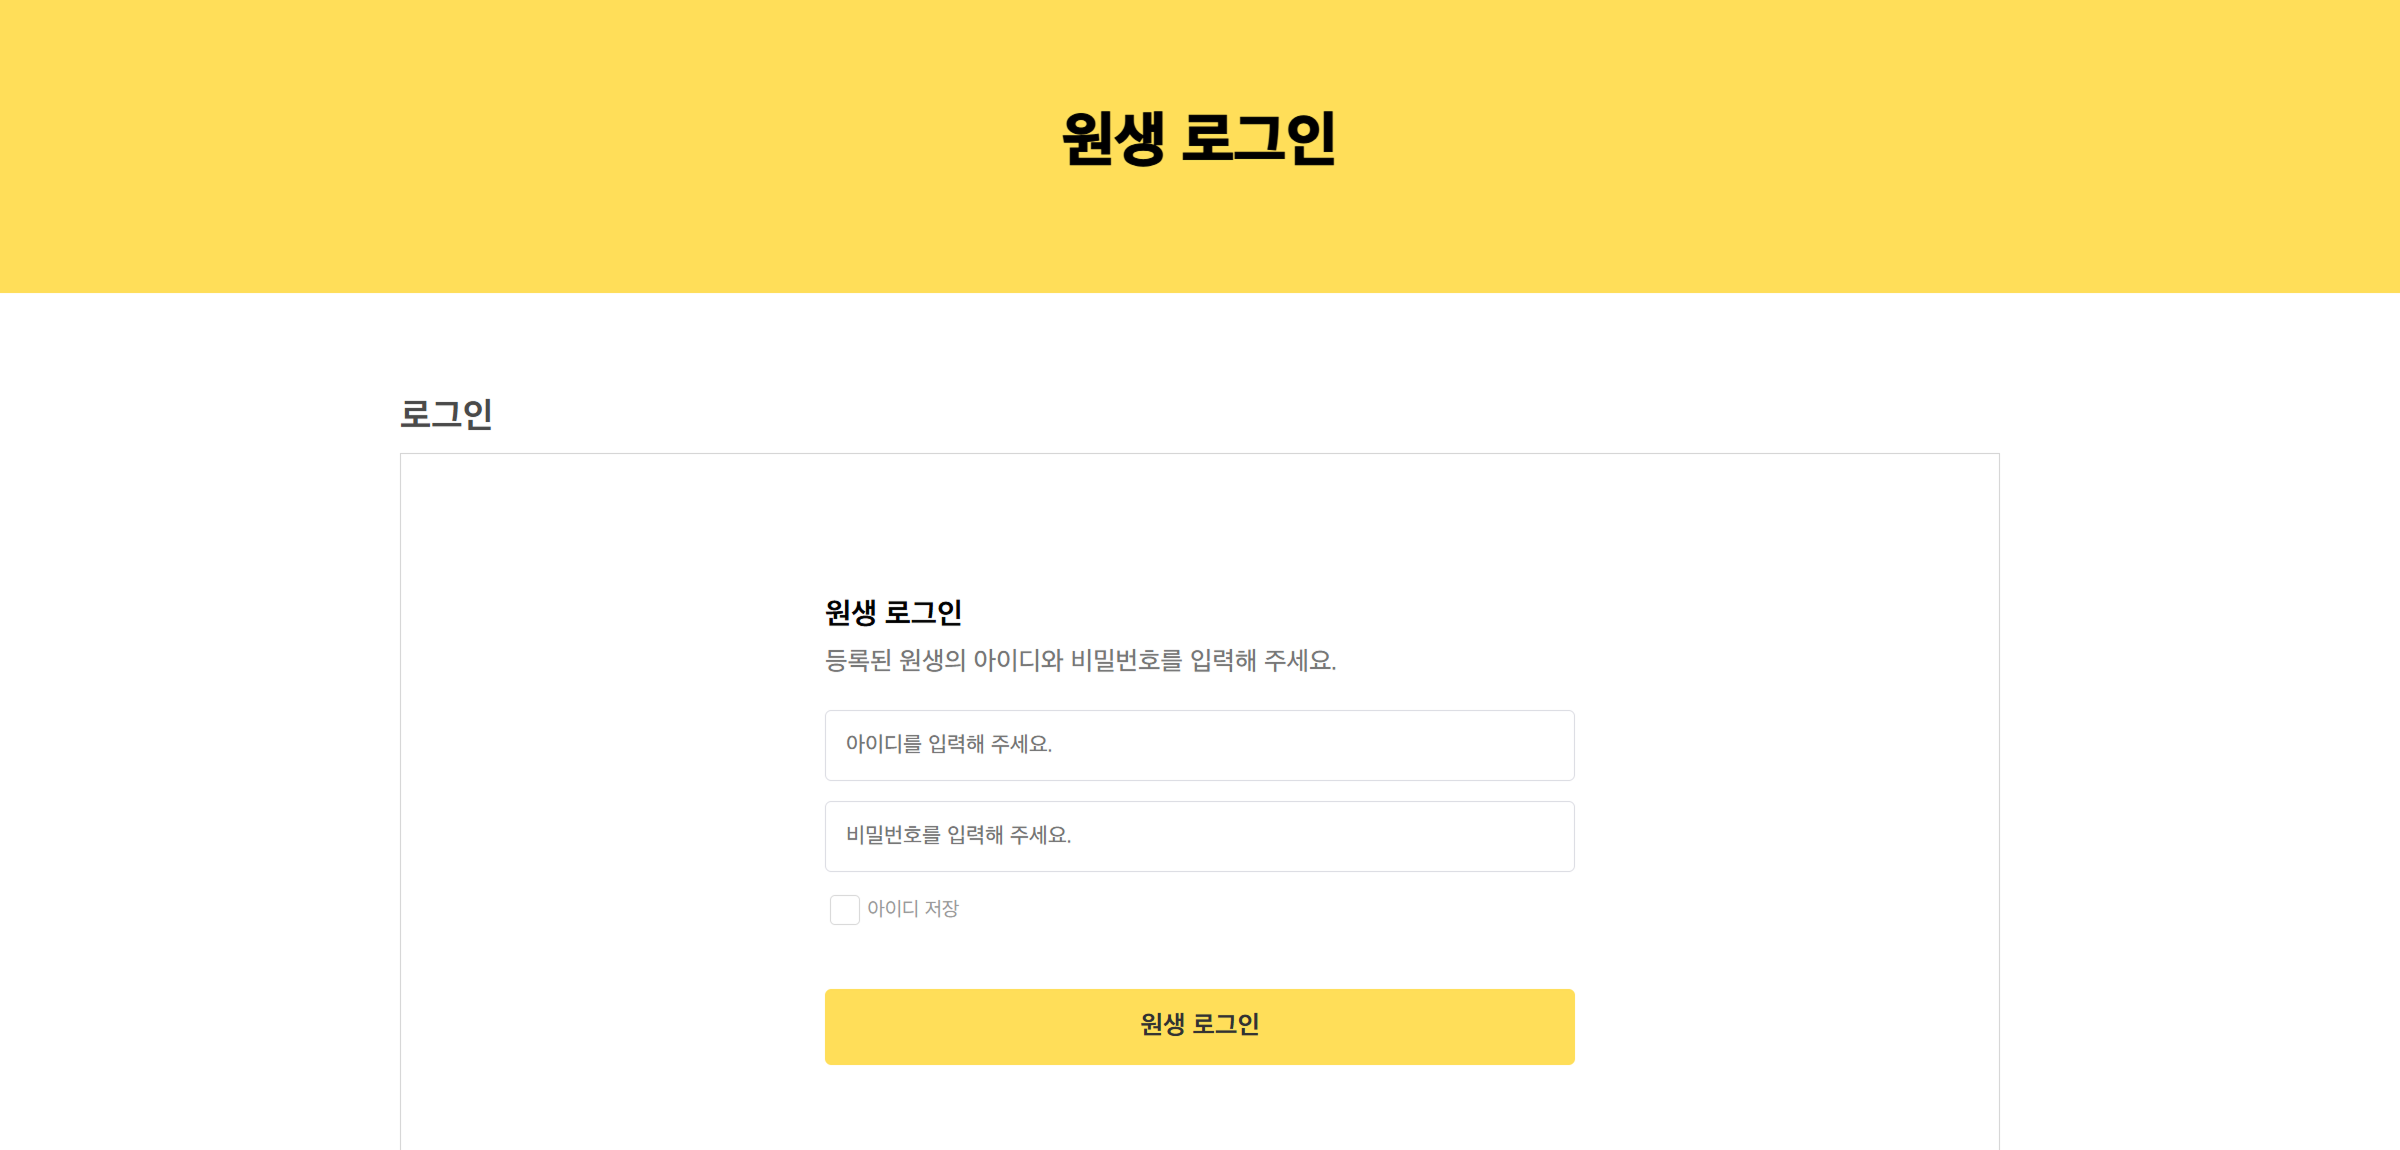 원생 로그인
로그인
원생 로그인
등록된 원생의 아이디와 비밀번호를 입력해 주세요.
아이디를 입력해 주세요.
비밀번호를 입력해 주세요.
아이디 저장
원생 로그인